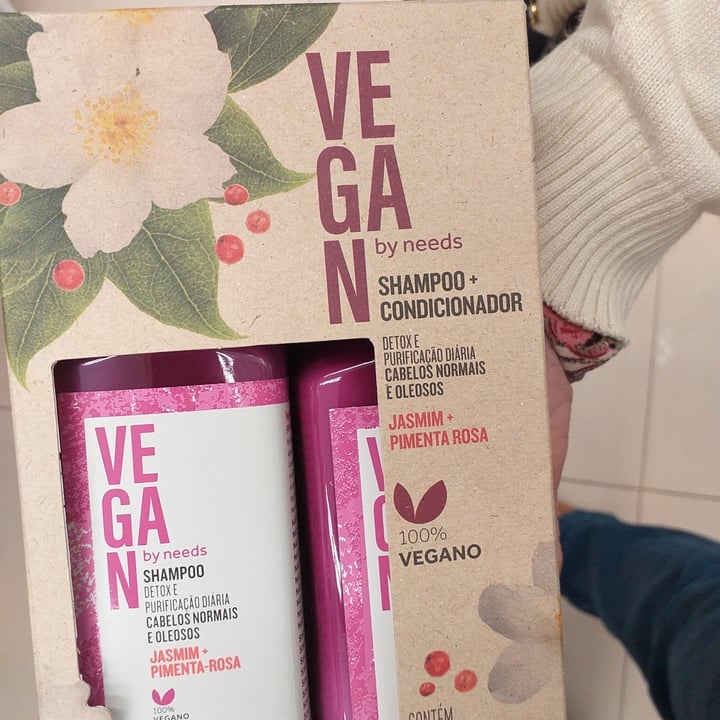 VE
GA
N
by needs
SHAMPOO +
CONDICIONADOR
DETOX E
PURIFICAÇÃO DIÁRIA
CABELOS NORMAIS
E OLEOSOS
JASMIM +
PIMENTA ROSA
100%
VEGANO
CONTÉM
VE
GA
N
by needs
SHAMPOO
DETOX E
PURIFICAÇÃO DIÁRIA
CABELOS NORMAIS
E OLEOSOS
JASMIM +
PIMENTA-ROSA
100%
VEGANO